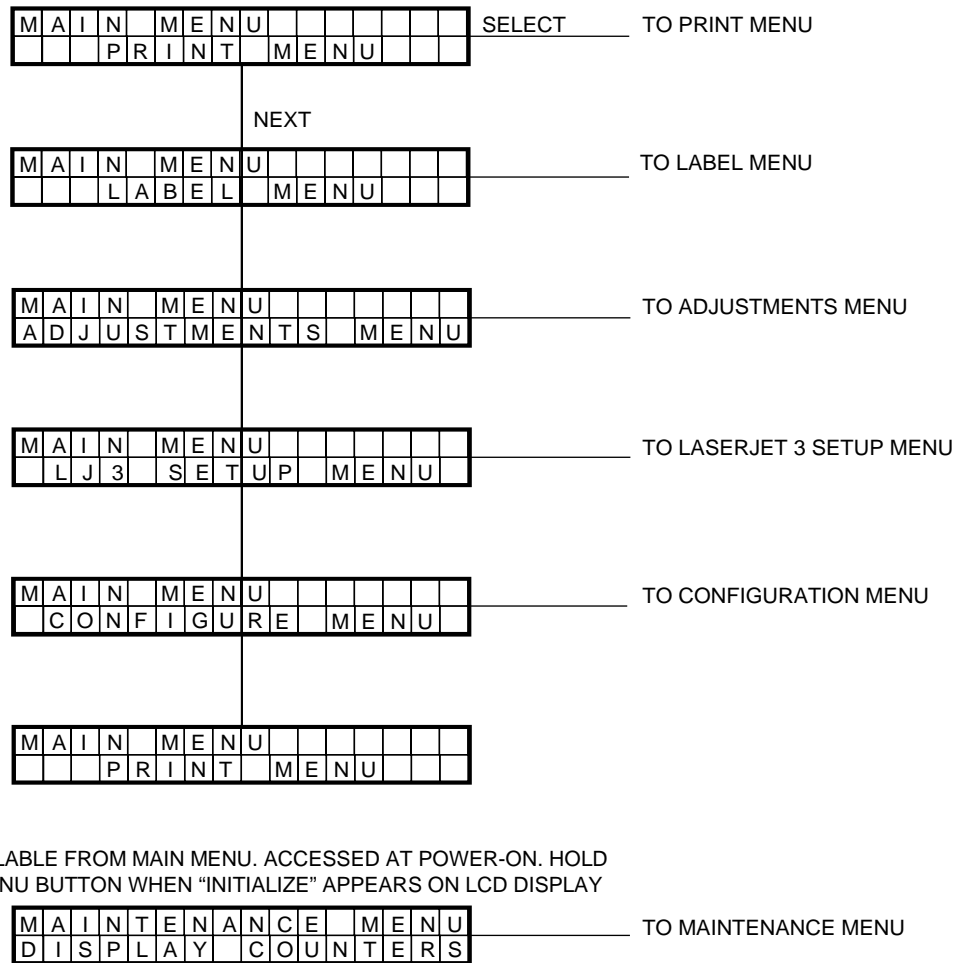 MAIN MENU SELECT TO PRINT MENU
PRINT MENU
NEXT
MAIN MENU TO LABEL MENU
LABEL MENU
MAIN MENU TO ADJUSTMENTS MENU
ADJUSTMENTS MENU
MAIN MENU TO LASERJET 3 SETUP MENU
LJ3 SETUP MENU
MAIN MENU TO CONFIGURATION MENU
CONFIGURE MENU
MAIN MENU
PRINT MENU
FROM MAIN MENU. ACCESSED AT POWER-ON. HOLD
BUTTON WHEN “INITIALIZE” APPEARS ON LCD DISPLAY
MAINTENANCE MENU TO MAINTENANCE MENU
DISPLAY COUNTERS